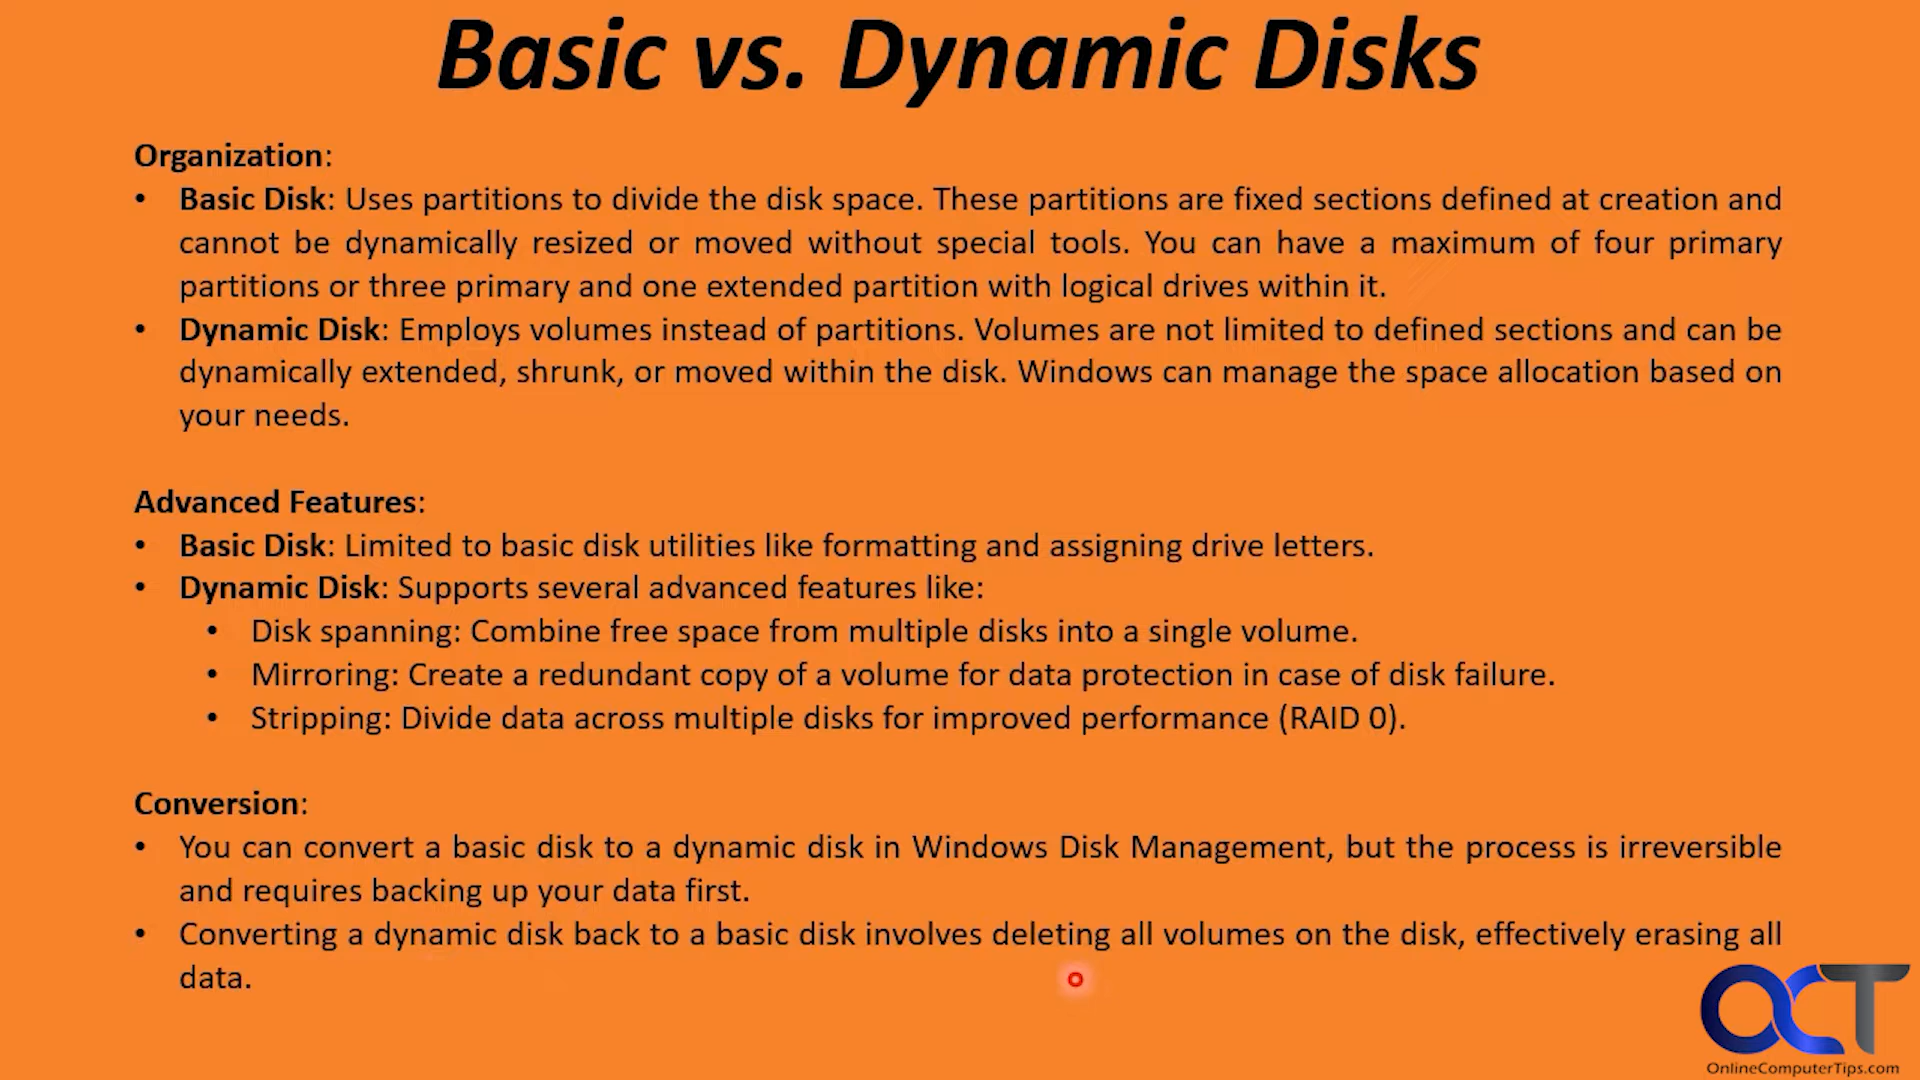 Basic vs. Dynamic Disks
Organization:
• Basic Disk: Uses partitions to divide the disk space. These partitions are fixed sections defined at creation and
cannot be dynamically resized or moved without special tools. You can have a maximum of four primary
partitions or three primary and one extended partition with logical drives within it.
• Dynamic Disk: Employs volumes instead of partitions. Volumes are not limited to defined sections and can be
dynamically extended, shrunk, or moved within the disk. Windows can manage the space allocation based on
your needs.
Advanced Features:
• Basic Disk: Limited to basic disk utilities like formatting and assigning drive letters.
• Dynamic Disk: Supports several advanced features like:
• Disk spanning: Combine free space from multiple disks into a single volume.
• Mirroring: Create a redundant copy of a volume for data protection in case of disk failure.
• Stripping: Divide data across multiple disks for improved performance (RAID 0).
Conversion:
• You can convert a basic disk to a dynamic disk in Windows Disk Management, but the process is irreversible
and requires backing up your data first.
• Converting a dynamic disk back to a basic disk involves deleting all volumes on the disk, effectively erasing all
data.
OCT
OnlineComputerTips.com